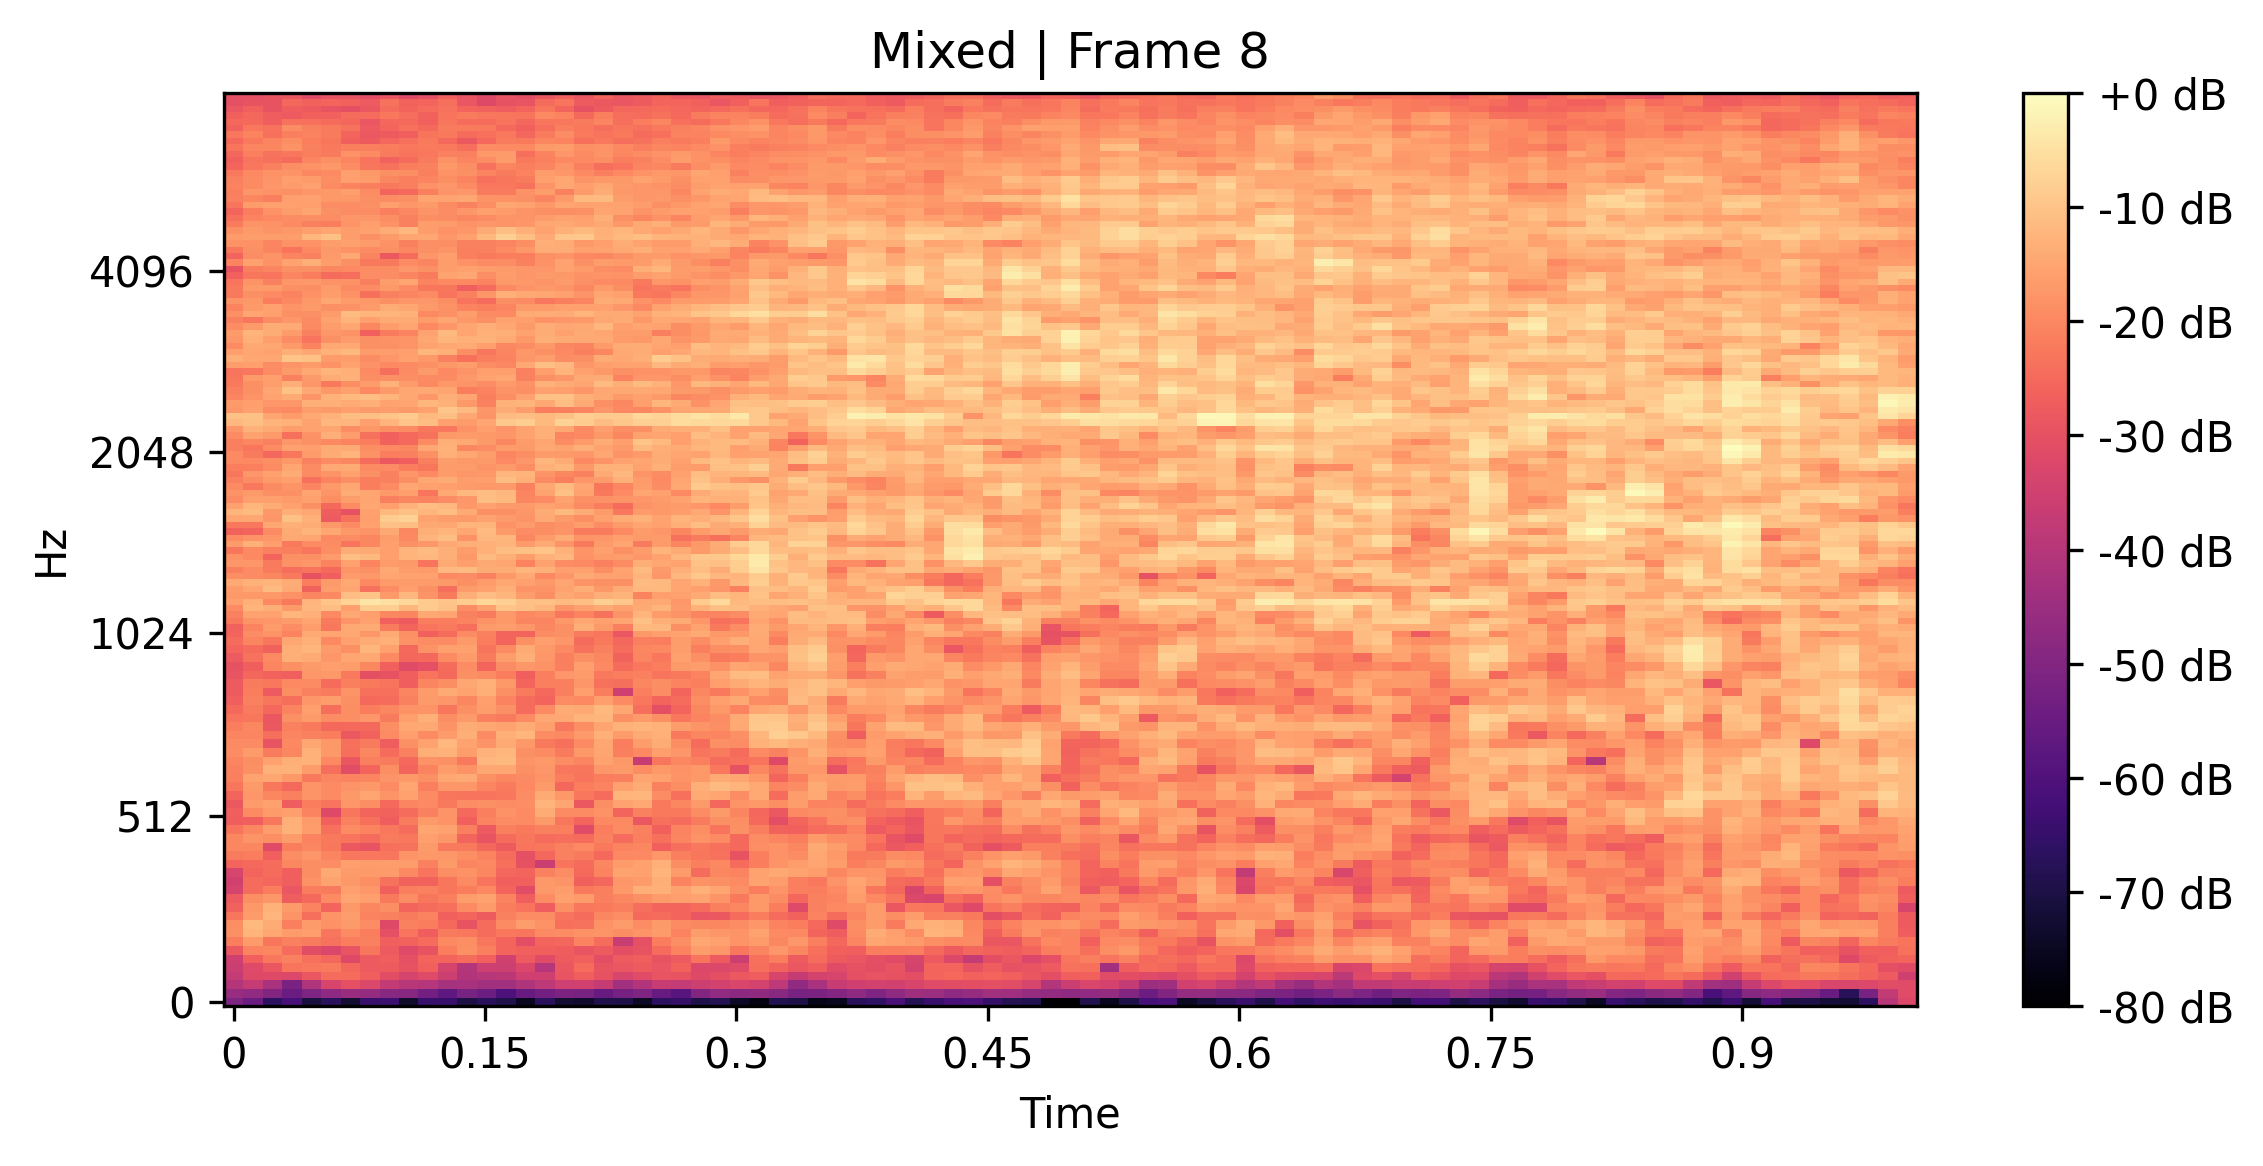 Mixed | Frame 8
Hz
4096
2048
1024
512
0
0 0.15 0.3 0.45 0.6 0.75 0.9
Time
+0 dB
-10 dB
-20 dB
-30 dB
-40 dB
-50 dB
-60 dB
-70 dB
-80 dB